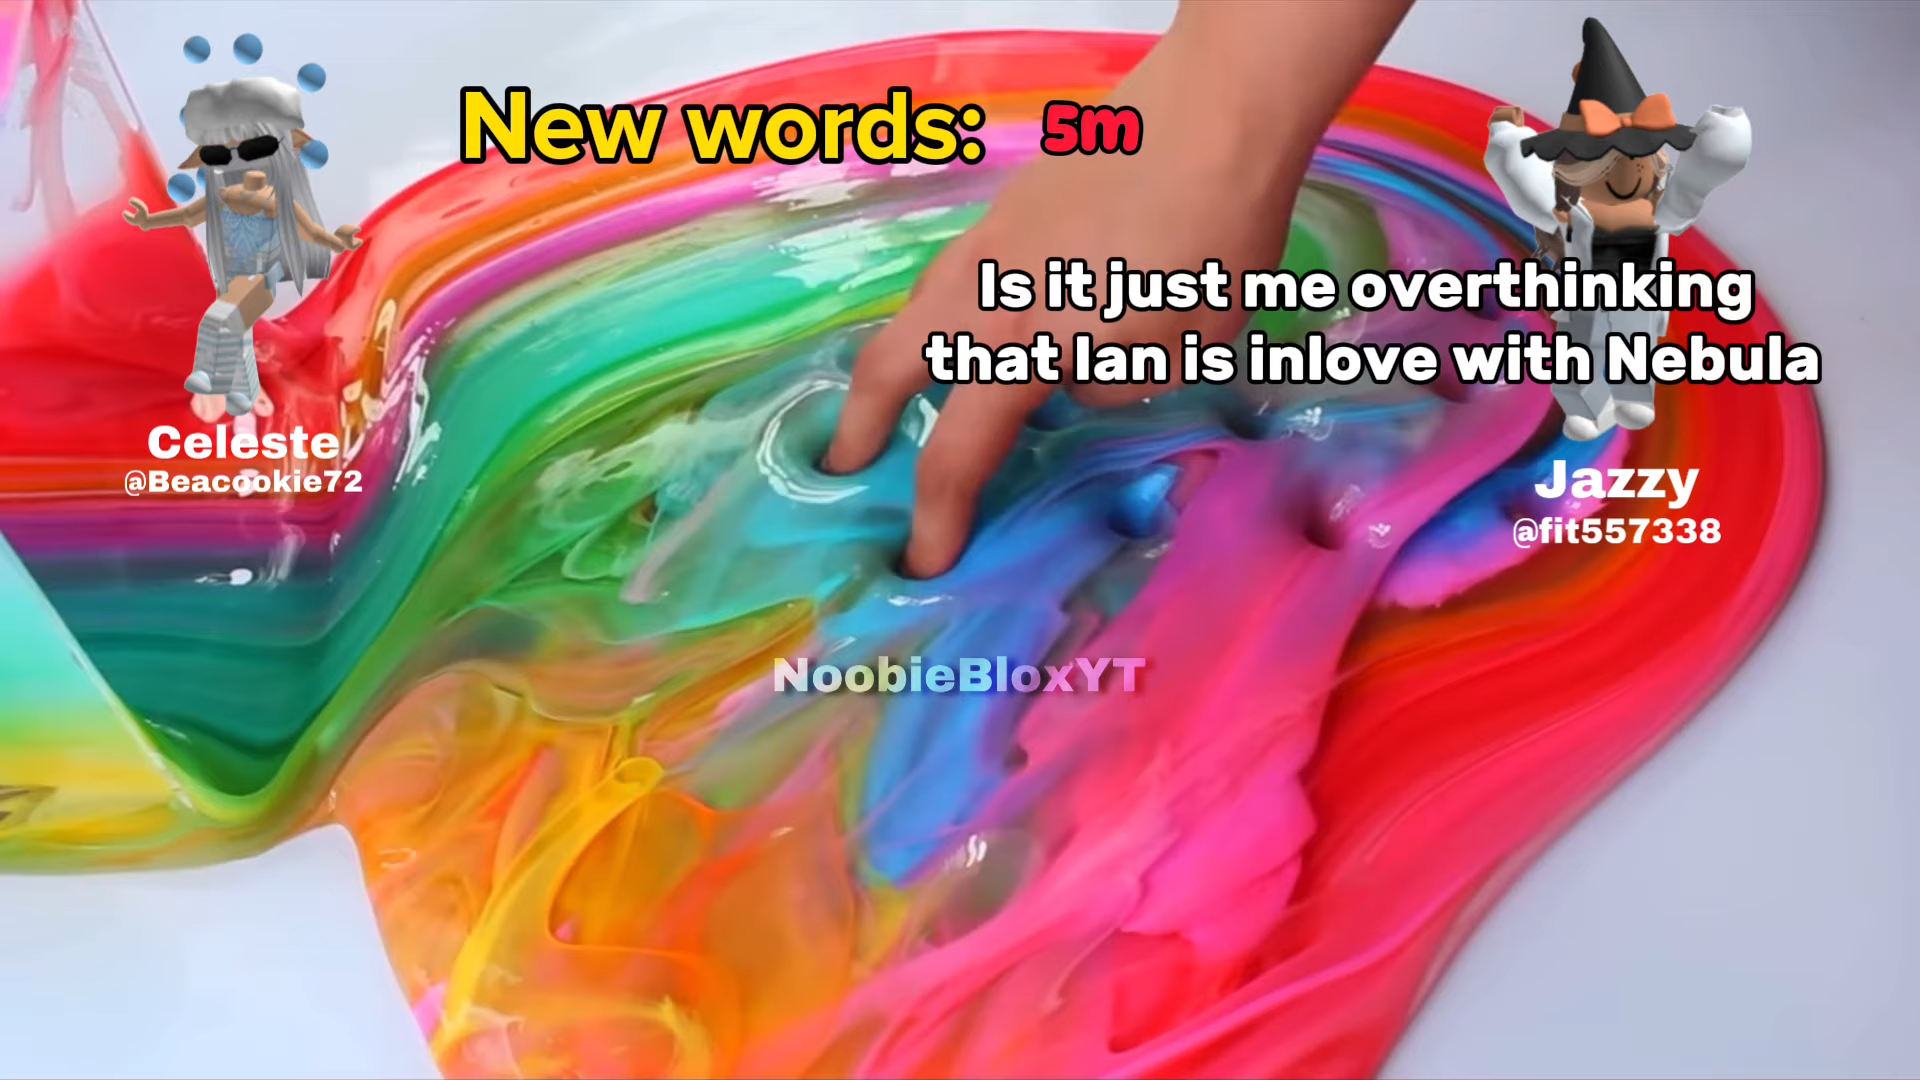 New words: 5m
Is it just me overthinking
that Ian is inlove with Nebula
Celeste
@Beacookie72
Jazzy
@fit557338
NoobieBloxYT